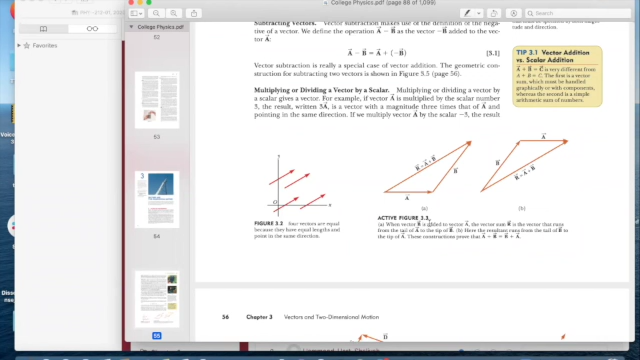 College Physics.pdf (page 86 of 1,099)
College Physics.pdf
Favorites
52
53
54
55
Subtracting Vectors. Vector subtraction makes use of the definition of the nega-
tive of a vector. We define the operation A − B as the vector −B added to the vec-
tor A:
A − B = A + (−B) [3.1]
Vector subtraction is really a special case of vector addition. The geometric con-
struction for subtracting two vectors is shown in Figure 3.5 (page 56).
Multiplying or Dividing a Vector by a Scalar. Multiplying or dividing a vector by
a scalar gives a vector. For example, if vector A is multiplied by the scalar number
3, the result, written 3A, is a vector with a magnitude three times that of A and
pointing in the same direction. If we multiply vector A by the scalar −3, the result
TIP 3.1 Vector Addition
vs. Scalar Addition
A + B = C is very different from
A + B = C. The first is a vector
sum, which must be handled
graphically or with components,
whereas the second is a simple
arithmetic sum of numbers.
y
O
x
FIGURE 3.2 Four vectors are equal
because they have equal lengths and
point in the same direction.
R = A + B
B
A
(a)
A
B
R = A + B
(b)
ACTIVE FIGURE 3.3
(a) When vector B is added to vector A, the vector sum R is the vector that runs
from the tail of A to the tip of B. (b) Here the resultant runs from the tail of B to
the tip of A. These constructions prove that A + B = B + A.
56 Chapter 3 Vectors and Two-Dimensional Motion